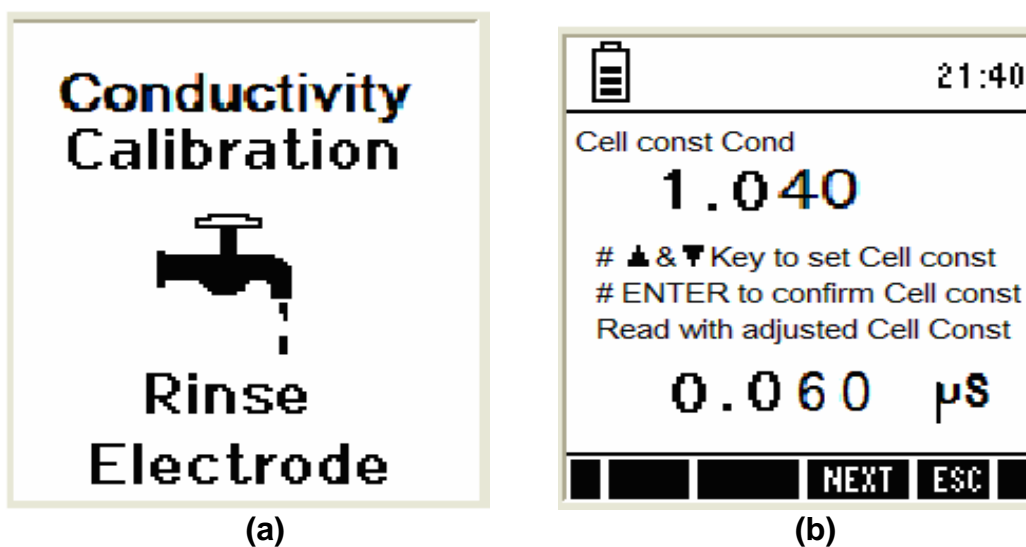 Conductivity
Calibration
Rinse
Electrode
(a)
21:40
Cell const Cond
1.040
# ▲ & ▼ Key to set Cell const
# ENTER to confirm Cell const
Read with adjusted Cell Const
0.060 µS
NEXT ESC
(b)